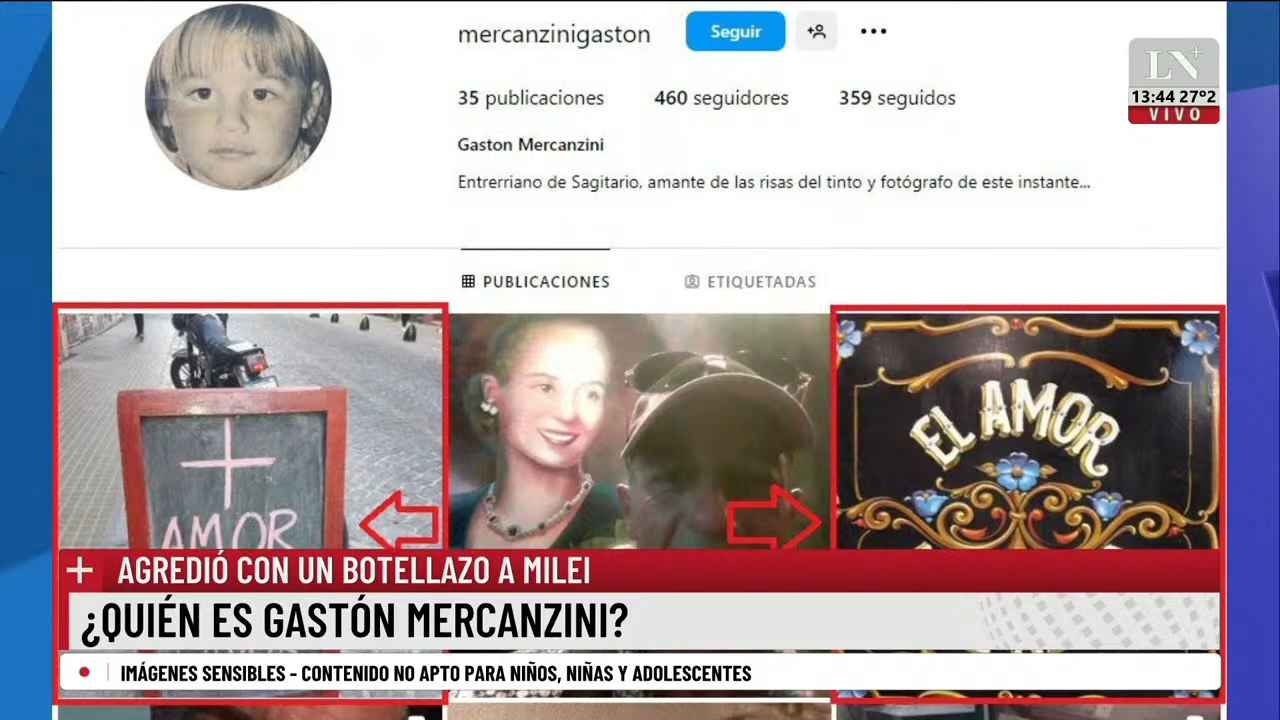 mercanzinigaston
Seguir
35 publicaciones
460 seguidores
359 seguidos
LN+
13:44 27º2
VIVO
Gaston Mercanzini
Entrerriano de Sagitario, amante de las risas del tinto y fotógrafo de este instante...
PUBLICACIONES
ETIQUETADAS
+
AMOR
EL AMOR
+ AGREDIÓ CON UN BOTELLAZO A MILEI
¿QUIÉN ES GASTÓN MERCANZINI?
IMÁGENES SENSIBLES - CONTENIDO NO APTO PARA NIÑOS, NIÑAS Y ADOLESCENTES